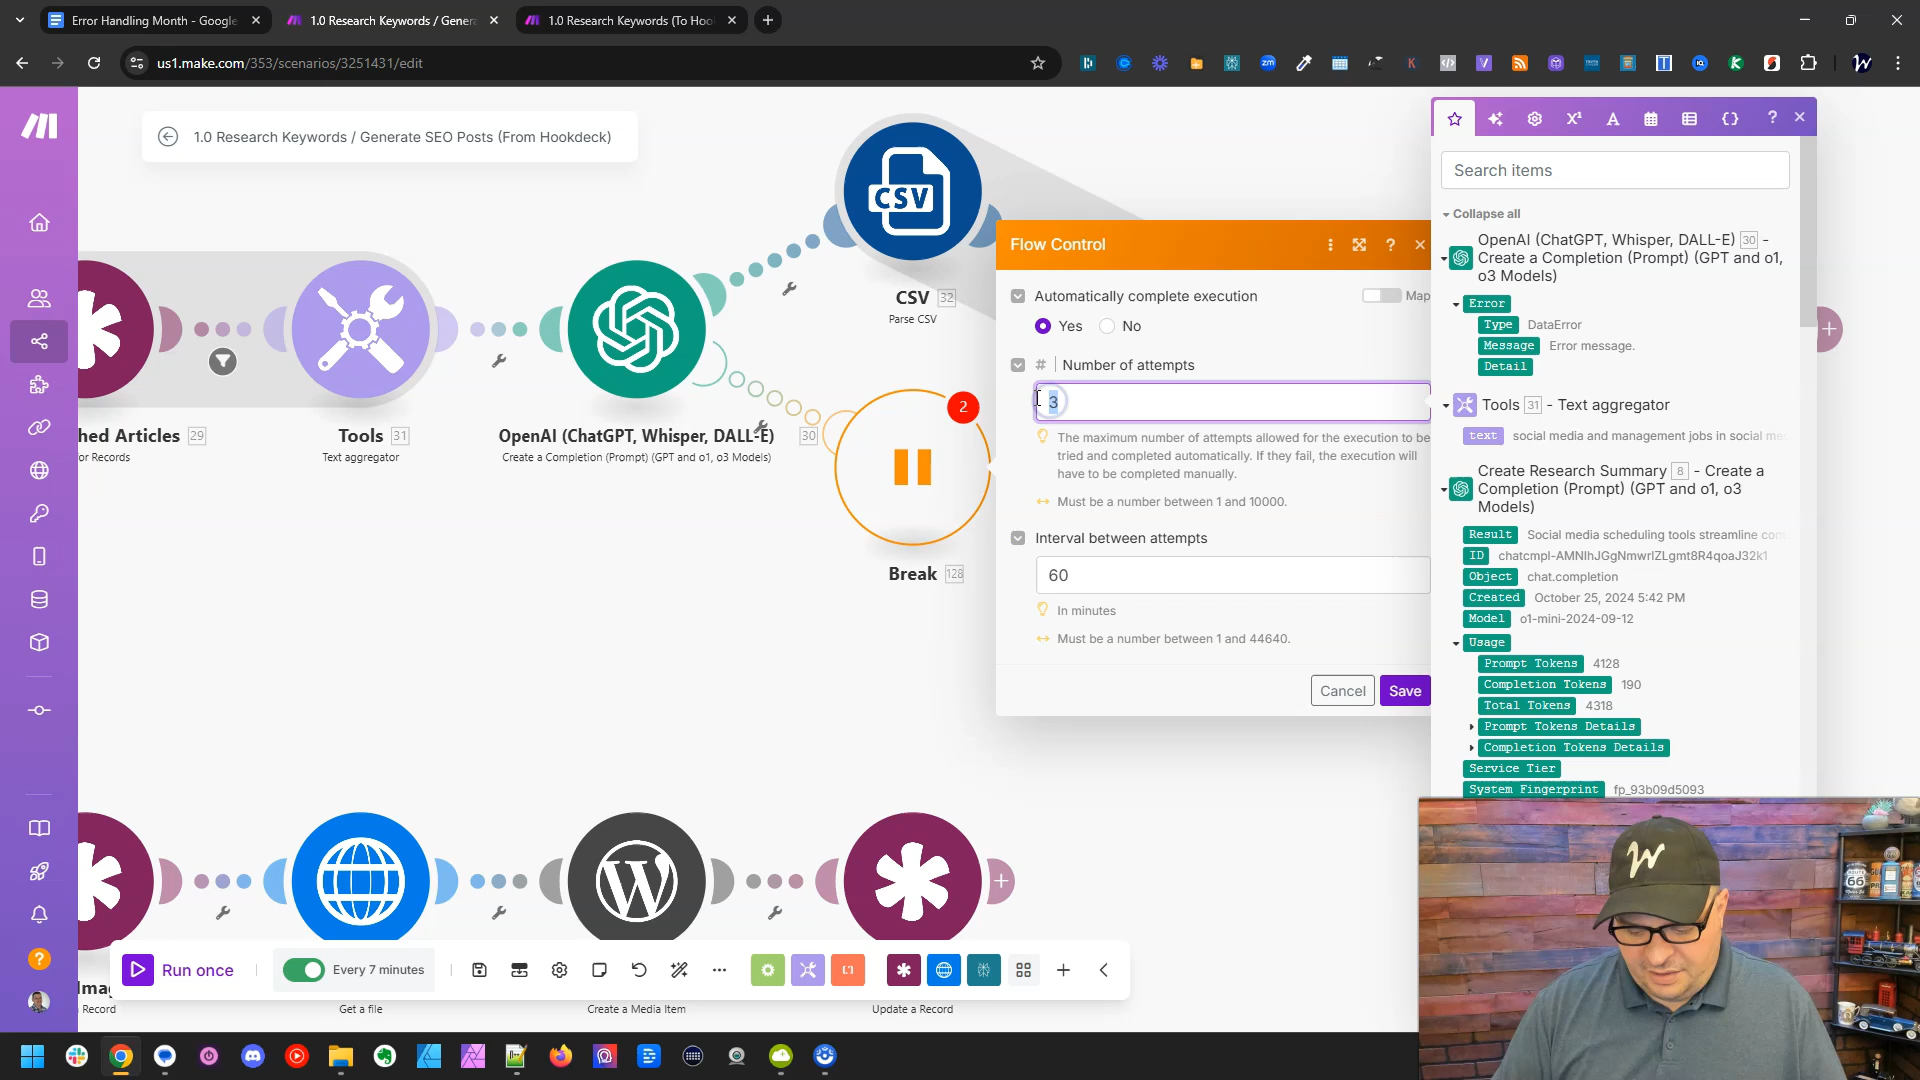 Error Handling Month - Google
1.0 Research Keywords / Genera
1.0 Research Keywords (To Hoo
us1.make.com/353/scenarios/3251431/edit
1.0 Research Keywords / Generate SEO Posts (From Hookdeck)
CSV
CSV 32
Parse CSV
hed Articles 29
or Records
Tools 31
Text aggregator
OpenAI (ChatGPT, Whisper, DALL-E) 30
Create a Completion (Prompt) (GPT and o1, o3 Models)
2
Break 128
Flow Control
?
Automatically complete execution
Map
Yes
No
# Number of attempts
3
The maximum number of attempts allowed for the execution to be
tried and completed automatically. If they fail, the execution will
have to be completed manually.
Must be a number between 1 and 10000.
Interval between attempts
60
In minutes
Must be a number between 1 and 44640.
Cancel
Save
Search items
Collapse all
OpenAI (ChatGPT, Whisper, DALL-E) 30 -
Create a Completion (Prompt) (GPT and o1,
o3 Models)
Error
Type DataError
Message Error message.
Detail
Tools 31 - Text aggregator
text social media and management jobs in social me
Create Research Summary 8 - Create a
Completion (Prompt) (GPT and o1, o3
Models)
Result Social media scheduling tools streamline con
ID chatcmpl-AMNIhJGgNmwrlZLgmt8R4qoaJ32k1
Object chat.completion
Created October 25, 2024 5:42 PM
Model o1-mini-2024-09-12
Usage
Prompt Tokens 4128
Completion Tokens 190
Total Tokens 4318
Prompt Tokens Details
Completion Tokens Details
Service Tier
System Fingerprint fp_93b09d5093
Run once
Every 7 minutes
Imag
Record
Get a file
Create a Media Item
Update a Record
66